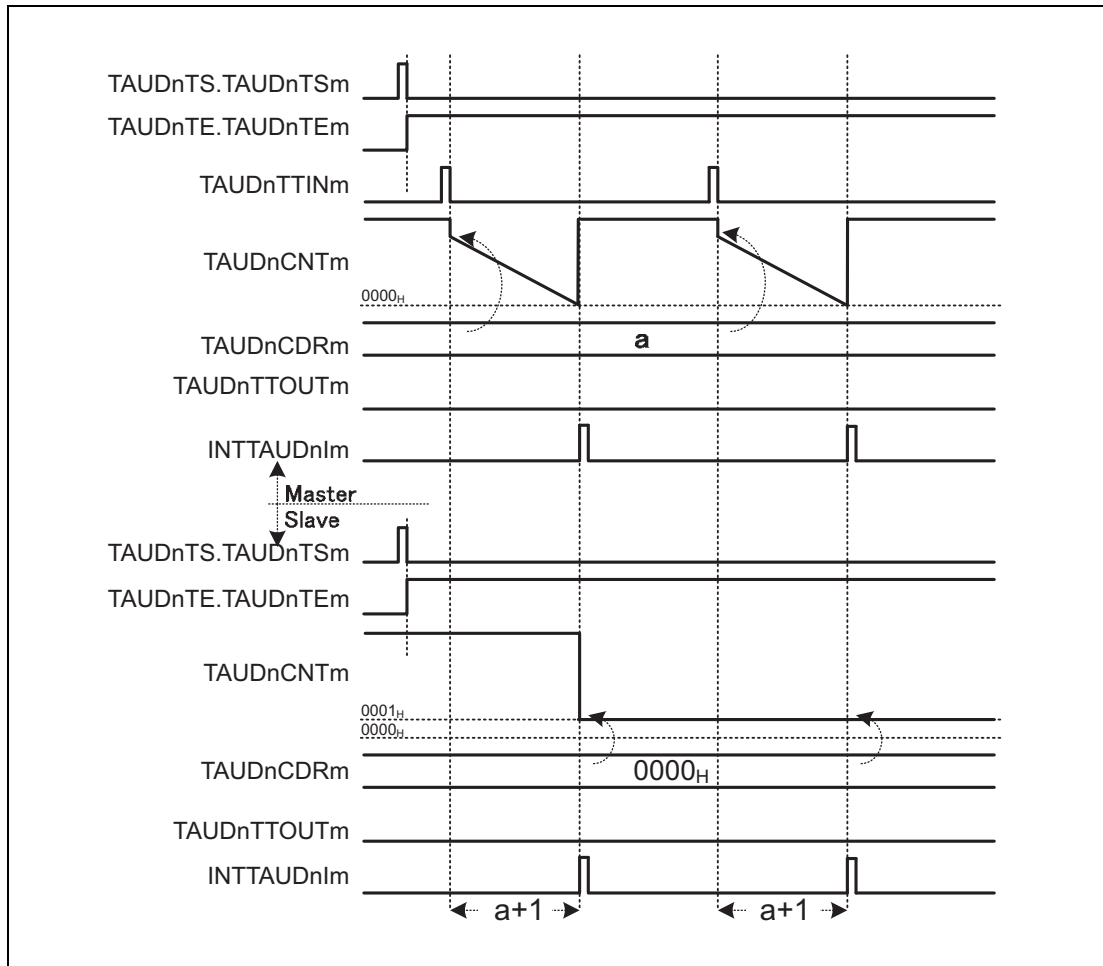 TAUDnTS.TAUDnTSm
TAUDnTE.TAUDnTEm
TAUDnTTINm
TAUDnCNTm
0000H
TAUDnCDRm
a
TAUDnTTOUTm
INTTAUDnIm
Master
Slave
TAUDnTS.TAUDnTSm
TAUDnTE.TAUDnTEm
TAUDnCNTm
0001H
0000H
TAUDnCDRm
0000H
TAUDnTTOUTm
INTTAUDnIm
a+1 a+1